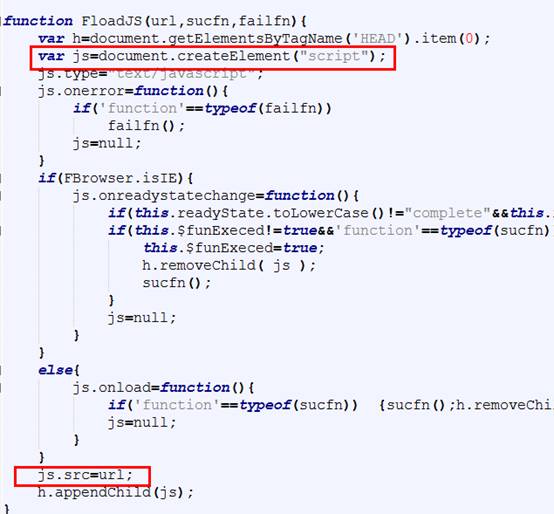 function FloadJS(url,sucfn,failfn){
var h=document.getElementsByTagName('HEAD').item(0);
var js=document.createElement("script");
js.type="text/javascript";
js.onerror=function(){
if('function'==typeof(failfn))
failfn();
js=null;
}
if(FBrowser.isIE){
js.onreadystatechange=function(){
if(this.readyState.toLowerCase()!="complete"&&this.
if(this.$funExeced!=true&&'function'==typeof(sucfn)
this.$funExeced=true;
h.removeChild( js );
sucfn();
}
js=null;
}
}
else{
js.onload=function(){
if('function'==typeof(sucfn)) {sucfn();h.removeChi
js=null;
}
}
js.src=url;
h.appendChild(js);
}